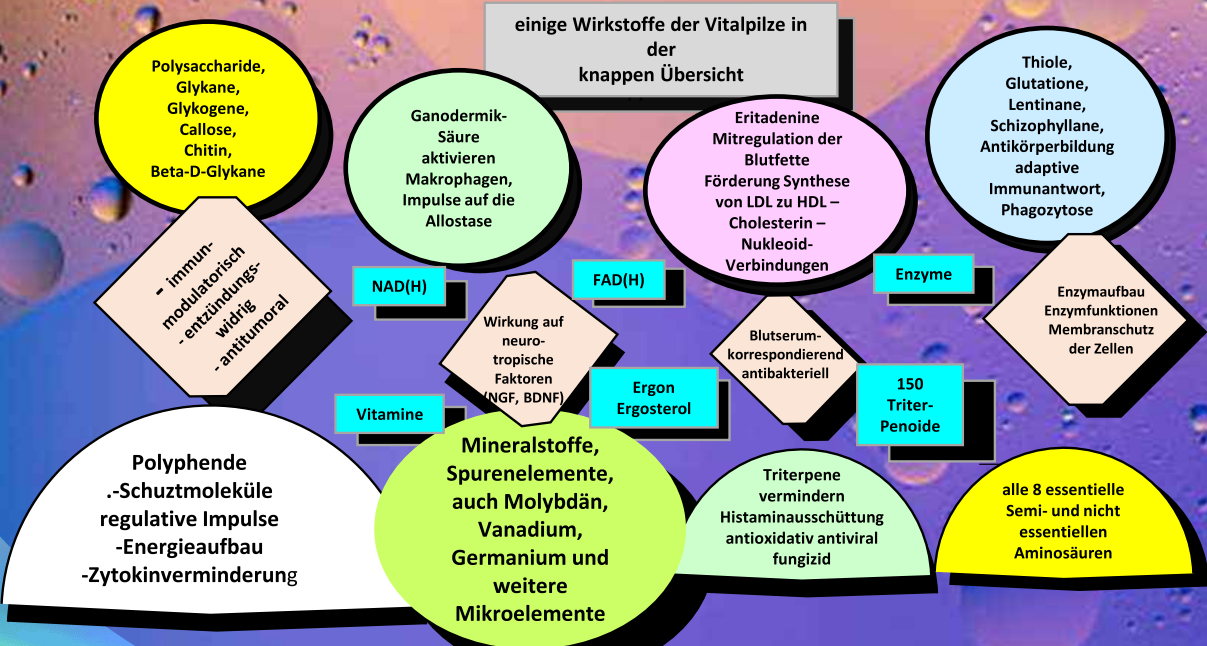 einige Wirkstoffe der Vitalpilze in
der
knappen Übersicht
Polysaccharide,
Glykane,
Glykogene,
Callose,
Chitin,
Beta-D-Glykane
Ganodermik-
Säure
aktivieren
Makrophagen,
Impulse auf die
Allostase
Eritadenine
Mitregulation der
Blutfette
Förderung Synthese
von LDL zu HDL –
Cholesterin –
Nukleoid-
Verbindungen
Thiole,
Glutatione,
Lentinane,
Schizophyllane,
Antikörperbildung
adaptive
Immunantwort,
Phagozytose
- immun-
modulatorisch
- entzündungs-
widrig
- antitumoral
NAD(H)
FAD(H)
Enzyme
Wirkung auf
neuro-
tropische
Faktoren
(NGF, BDNF)
Blutserum-
korrespondierend
antibakteriell
Enzymaufbau
Enzymfunktionen
Membranschutz
der Zellen
Vitamine
Ergon
Ergosterol
150
Triter-
Penoide
Polyphende
.-Schuztmoleküle
regulative Impulse
-Energieaufbau
-Zytokinverminderung
Mineralstoffe,
Spurenelemente,
auch Molybdän,
Vanadium,
Germanium und
weitere
Mikroelemente
Triterpene
vermindern
Histaminausschüttung
antioxidativ antiviral
fungizid
alle 8 essentielle
Semi- und nicht
essentiellen
Aminosäuren